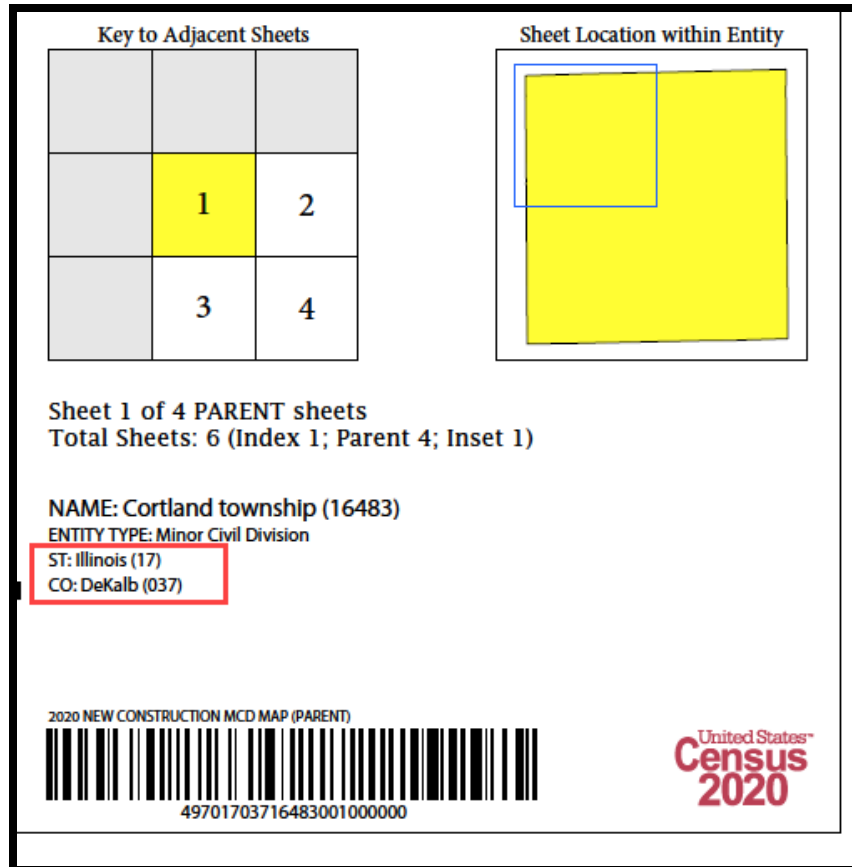 Key to Adjacent Sheets
Sheet Location within Entity
1
2
3
4
Sheet 1 of 4 PARENT sheets
Total Sheets: 6 (Index 1; Parent 4; Inset 1)
NAME: Cortland township (16483)
ENTITY TYPE: Minor Civil Division
ST: Illinois (17)
CO: DeKalb (037)
2020 NEW CONSTRUCTION MCD MAP (PARENT)
49701703716483001000000
United States™
Census
2020